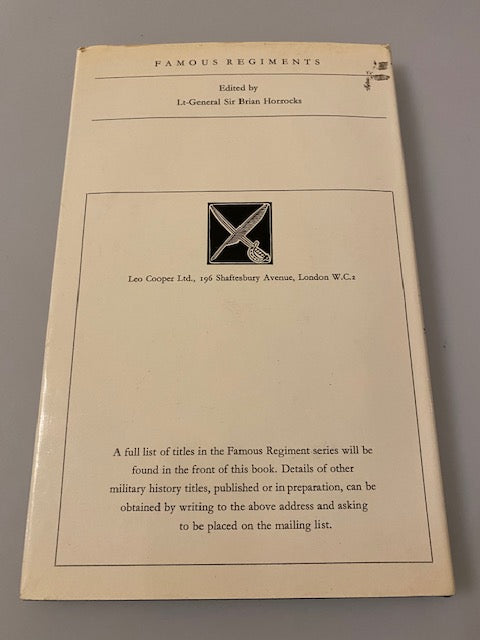 FAMOUS REGIMENTS
Edited by
Lt-General Sir Brian Horrocks
Leo Cooper Ltd., 196 Shaftesbury Avenue, London W.C.2
A full list of titles in the Famous Regiment series will be
found in the front of this book. Details of other
military history titles, published or in preparation, can be
obtained by writing to the above address and asking
to be placed on the mailing list.